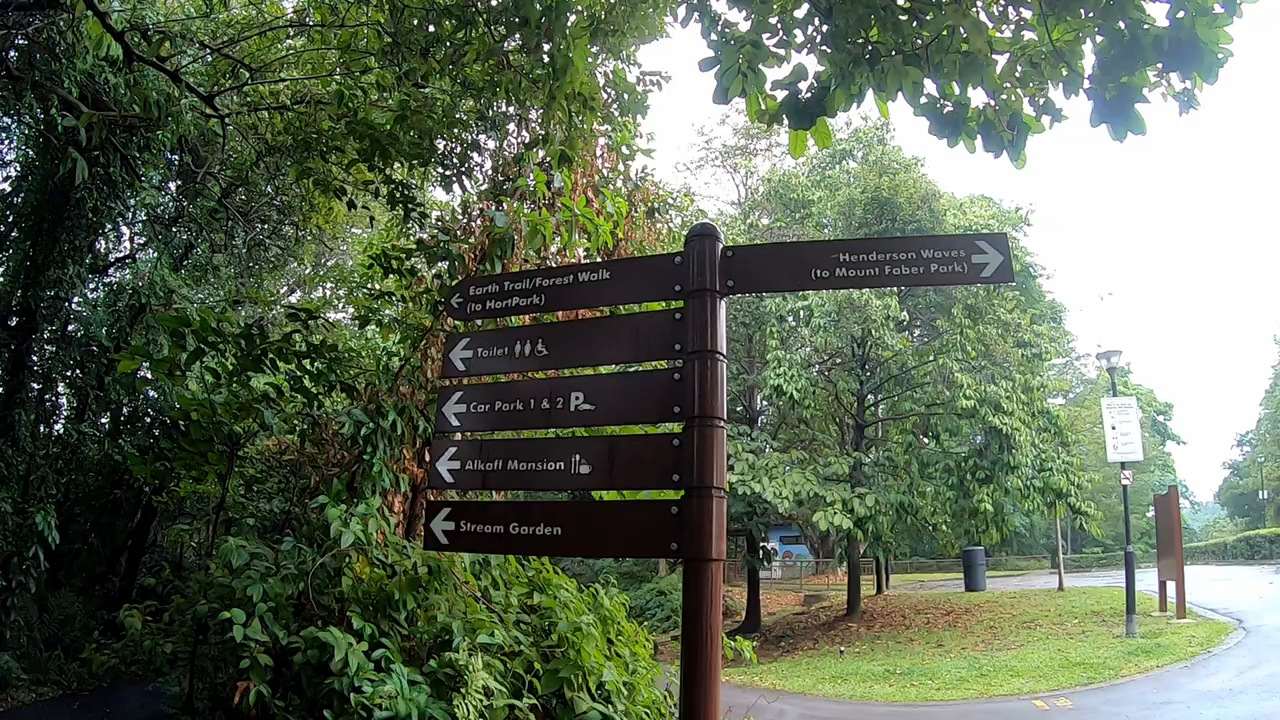 Earth Trail/Forest Walk
(to HortPark)
Toilet
Car Park 1 & 2 P
Alkaff Mansion
Stream Garden
Henderson Waves
(to Mount Faber Park)